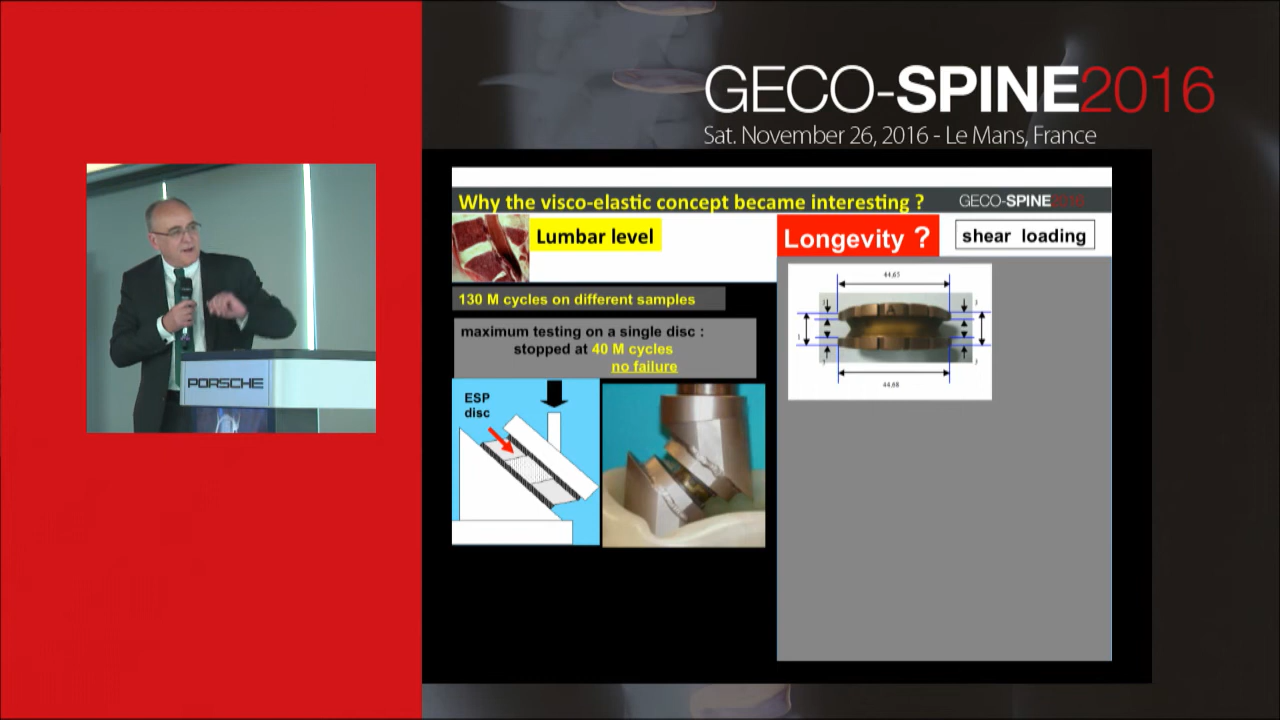 GECO-SPINE2016
Sat. November 26, 2016 - Le Mans, France
Why the visco-elastic concept became interesting ?
GECO-SPINE2016
Lumbar level
Longevity ?
shear loading
130 M cycles on different samples
maximum testing on a single disc :
stopped at 40 M cycles
no failure
ESP
disc
44,65
A
44,68
PORSCHE